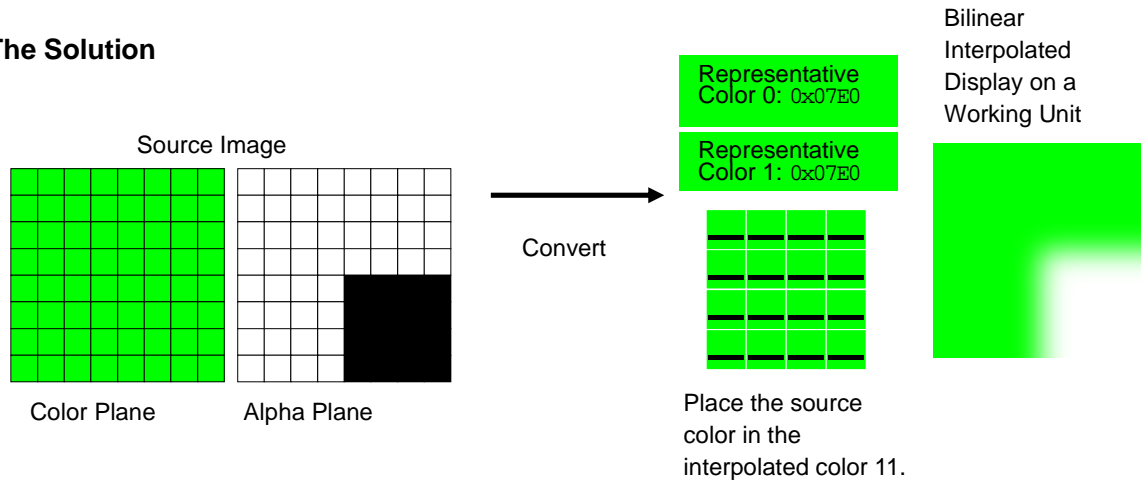 The Solution
Source Image
Color Plane
Alpha Plane
Convert
Representative
Color 0: 0x07E0
Representative
Color 1: 0x07E0
Place the source
color in the
interpolated color 11.
Bilinear
Interpolated
Display on a
Working Unit